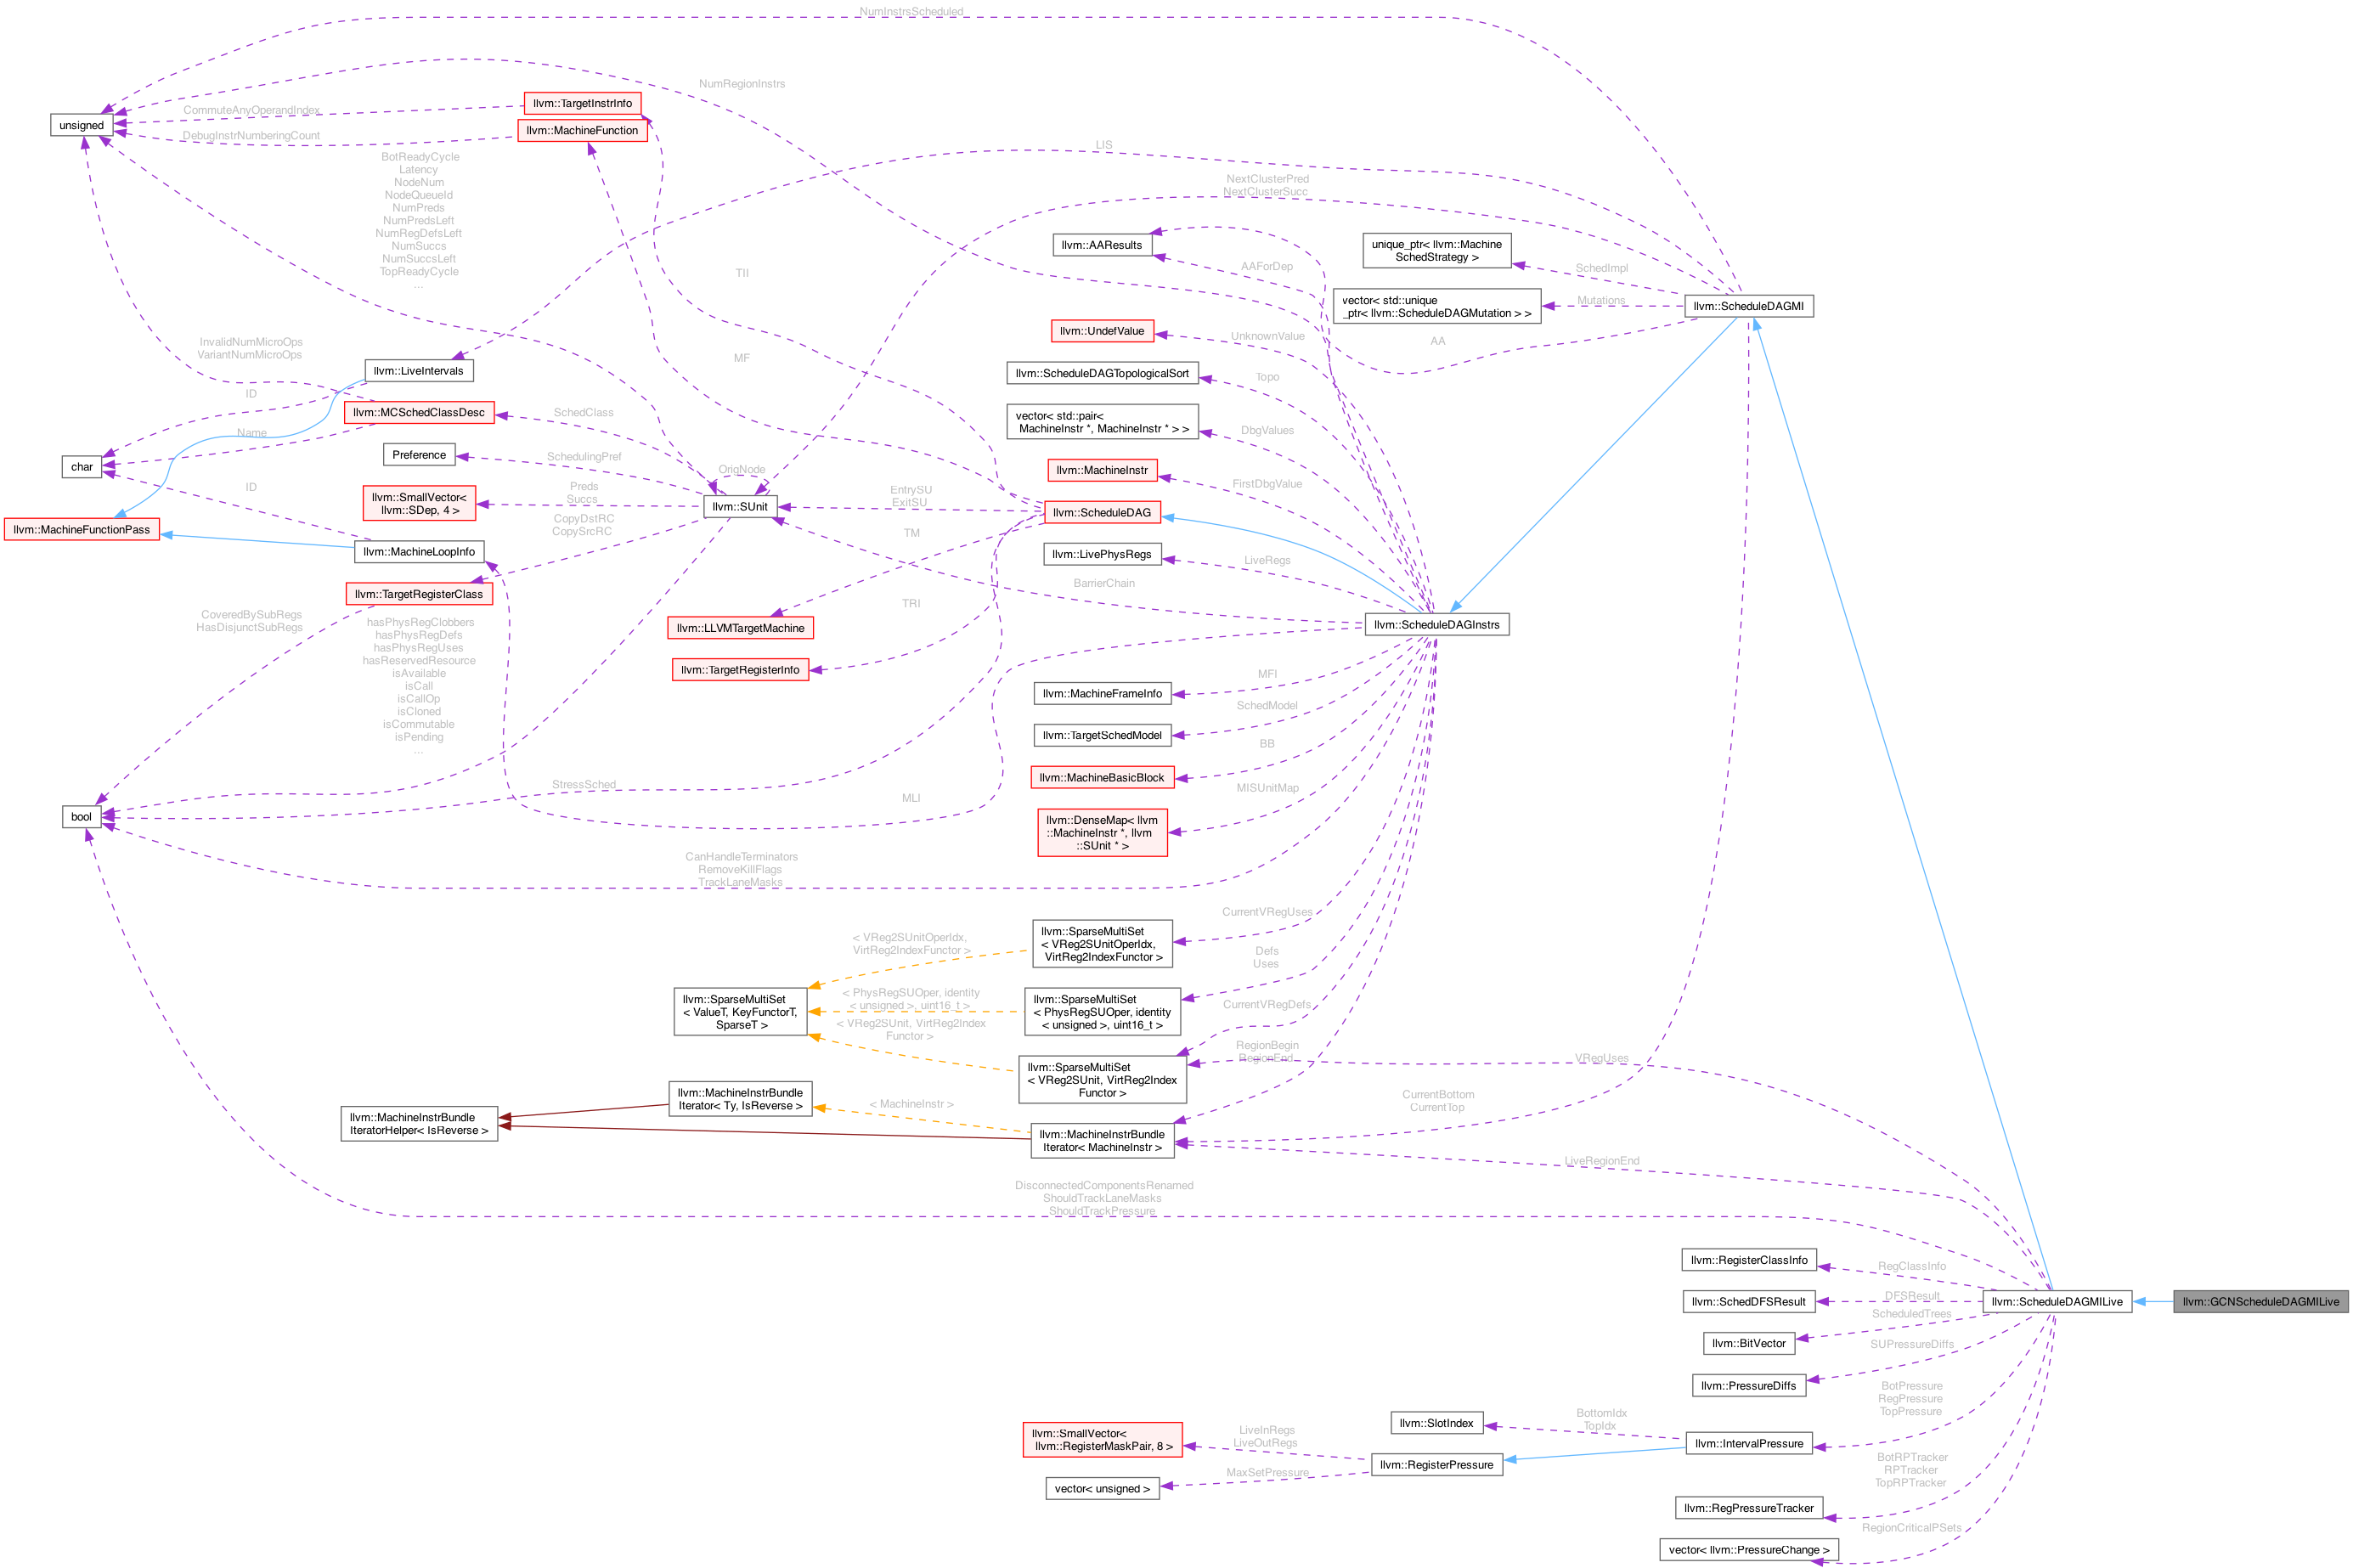 NumInstrsScheduled
NumRegionInstrs
llvm::TargetInstrInfo
CommuteAnyOperandIndex
unsigned
llvm::MachineFunction
DebugInstrNumberingCount
LIS
BotReadyCycle
Latency
NodeNum
NodeQueueId
NumPreds
NumPredsLeft
NumRegDefsLeft
NumSuccs
NumSuccsLeft
TopReadyCycle
...
NextClusterPred
NextClusterSucc
llvm::AAResults
unique_ptr< llvm::Machine
SchedStrategy >
AAForDep
SchedImpl
TII
vector< std::unique
_ptr< llvm::ScheduleDAGMutation > >
Mutations
llvm::ScheduleDAGMI
llvm::UndefValue
UnknownValue
AA
InvalidNumMicroOps
VariantNumMicroOps
MF
llvm::LiveIntervals
llvm::ScheduleDAGTopologicalSort
Topo
ID
llvm::MCSchedClassDesc
SchedClass
vector< std::pair<
MachineInstr *, MachineInstr * > >
DbgValues
Name
char
Preference
SchedulingPref
OrigNode
llvm::MachineInstr
FirstDbgValue
ID
llvm::SmallVector<
llvm::SDep, 4 >
Preds
Succs
llvm::SUnit
EntrySU
ExitSU
llvm::ScheduleDAG
llvm::MachineFunctionPass
CopyDstRC
CopySrcRC
TM
llvm::MachineLoopInfo
llvm::LivePhysRegs
LiveRegs
BarrierChain
llvm::TargetRegisterClass
TRI
CoveredBySubRegs
HasDisjunctSubRegs
llvm::LLVMTargetMachine
llvm::ScheduleDAGInstrs
hasPhysRegClobbers
hasPhysRegDefs
hasPhysRegUses
hasReservedResource
isAvailable
isCall
isCallOp
isCloned
isCommutable
isPending
...
llvm::TargetRegisterInfo
MFI
llvm::MachineFrameInfo
SchedModel
llvm::TargetSchedModel
BB
llvm::MachineBasicBlock
StressSched
MLI
MISUnitMap
bool
llvm::DenseMap< llvm
::MachineInstr *, llvm
::SUnit * >
CanHandleTerminators
RemoveKillFlags
TrackLaneMasks
CurrentVRegUses
llvm::SparseMultiSet
< VReg2SUnitOperIdx,
VirtReg2IndexFunctor >
< VReg2SUnitOperIdx,
VirtReg2IndexFunctor >
Defs
Uses
llvm::SparseMultiSet
< ValueT, KeyFunctorT,
SparseT >
< PhysRegSUOper, identity
< unsigned >, uint16_t >
llvm::SparseMultiSet
< PhysRegSUOper, identity
< unsigned >, uint16_t >
CurrentVRegDefs
< VReg2SUnit, VirtReg2Index
Functor >
RegionBegin
RegionEnd
llvm::SparseMultiSet
< VReg2SUnit, VirtReg2Index
Functor >
VRegUses
llvm::MachineInstrBundle
Iterator< Ty, IsReverse >
< MachineInstr >
CurrentBottom
CurrentTop
llvm::MachineInstrBundle
IteratorHelper< IsReverse >
llvm::MachineInstrBundle
Iterator< MachineInstr >
LiveRegionEnd
DisconnectedComponentsRenamed
ShouldTrackLaneMasks
ShouldTrackPressure
llvm::RegisterClassInfo
RegClassInfo
llvm::SchedDFSResult
DFSResult
llvm::ScheduleDAGMILive
llvm::GCNScheduleDAGMILive
ScheduledTrees
llvm::BitVector
SUPressureDiffs
llvm::PressureDiffs
BotPressure
RegPressure
TopPressure
llvm::SlotIndex
BottomIdx
TopIdx
llvm::SmallVector<
llvm::RegisterMaskPair, 8 >
LiveInRegs
LiveOutRegs
llvm::IntervalPressure
llvm::RegisterPressure
MaxSetPressure
vector< unsigned >
BotRPTracker
RPTracker
TopRPTracker
llvm::RegPressureTracker
RegionCriticalPSets
vector< llvm::PressureChange >